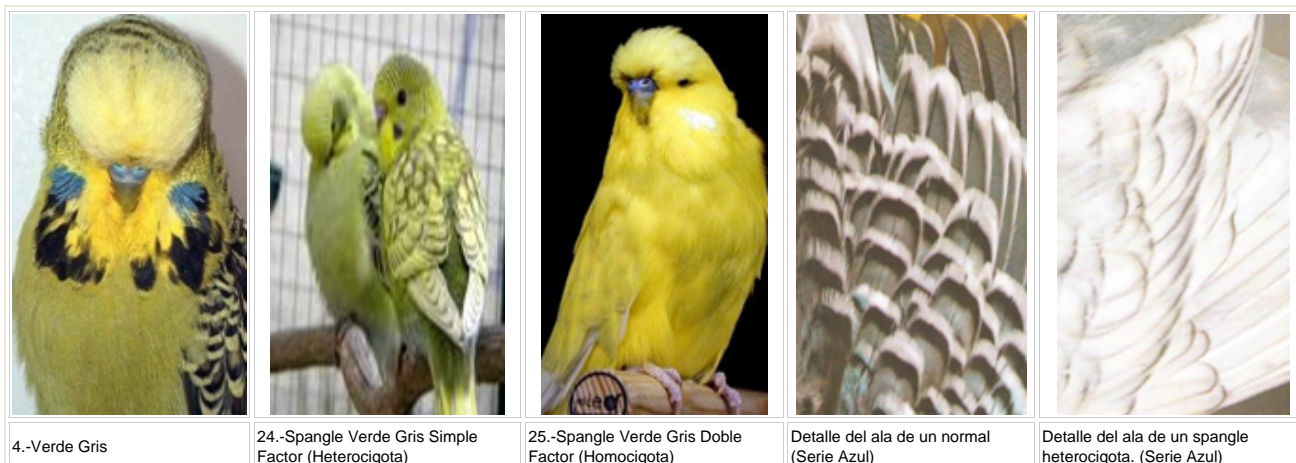 4.-Verde Gris
24.-Spangle Verde Gris Simple
Factor (Heterocigota)
25.-Spangle Verde Gris Doble
Factor (Homocigota)
Detalle del ala de un normal
(Serie Azul)
Detalle del ala de un spangle
heterocigota. (Serie Azul)